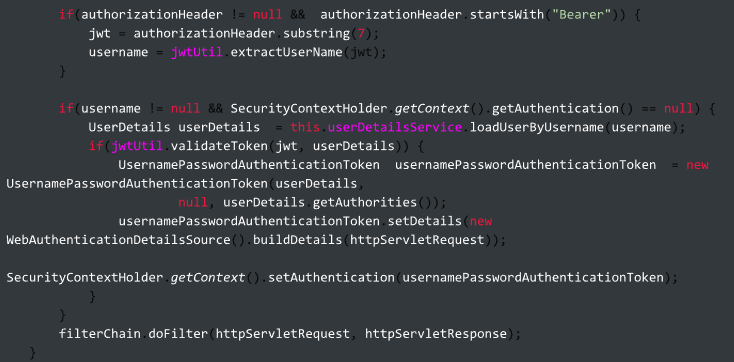 if(authorizationHeader != null &&  authorizationHeader.startsWith("Bearer")) {
jwt = authorizationHeader.substring(7);
username = jwtUtil.extractUserName(jwt);
}
if(username != null && SecurityContextHolder.getContext().getAuthentication() == null) {
UserDetails userDetails  = this.userDetailsService.loadUserByUsername(username);
if(jwtUtil.validateToken(jwt, userDetails)) {
UsernamePasswordAuthenticationToken  usernamePasswordAuthenticationToken  = new
UsernamePasswordAuthenticationToken(userDetails,
null, userDetails.getAuthorities());
usernamePasswordAuthenticationToken.setDetails(new
WebAuthenticationDetailsSource().buildDetails(httpServletRequest));
SecurityContextHolder.getContext().setAuthentication(usernamePasswordAuthenticationToken);
}
}
filterChain.doFilter(httpServletRequest, httpServletResponse);
}